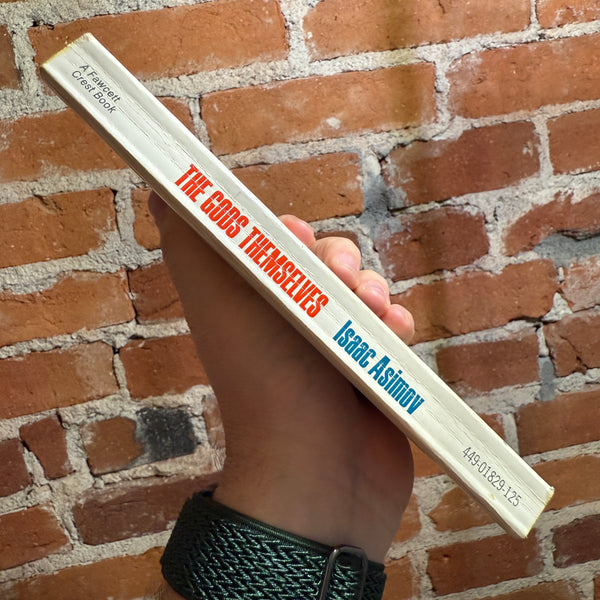 A Fawcett
Crest Book
THE GODS THEMSELVES
Isaac Asimov
449-01829-125